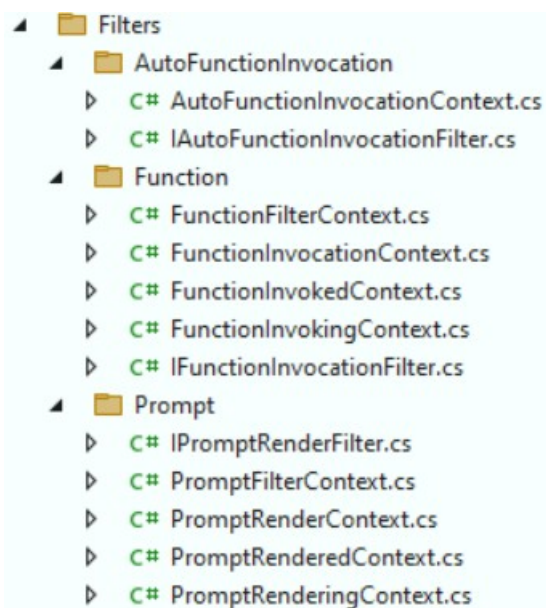 Filters
AutoFunctionInvocation
C# AutoFunctionInvocationContext.cs
C# IAutoFunctionInvocationFilter.cs
Function
C# FunctionFilterContext.cs
C# FunctionInvocationContext.cs
C# FunctionInvokedContext.cs
C# FunctionInvokingContext.cs
C# IFunctionInvocationFilter.cs
Prompt
C# IPromptRenderFilter.cs
C# PromptFilterContext.cs
C# PromptRenderContext.cs
C# PromptRenderedContext.cs
C# PromptRenderingContext.cs